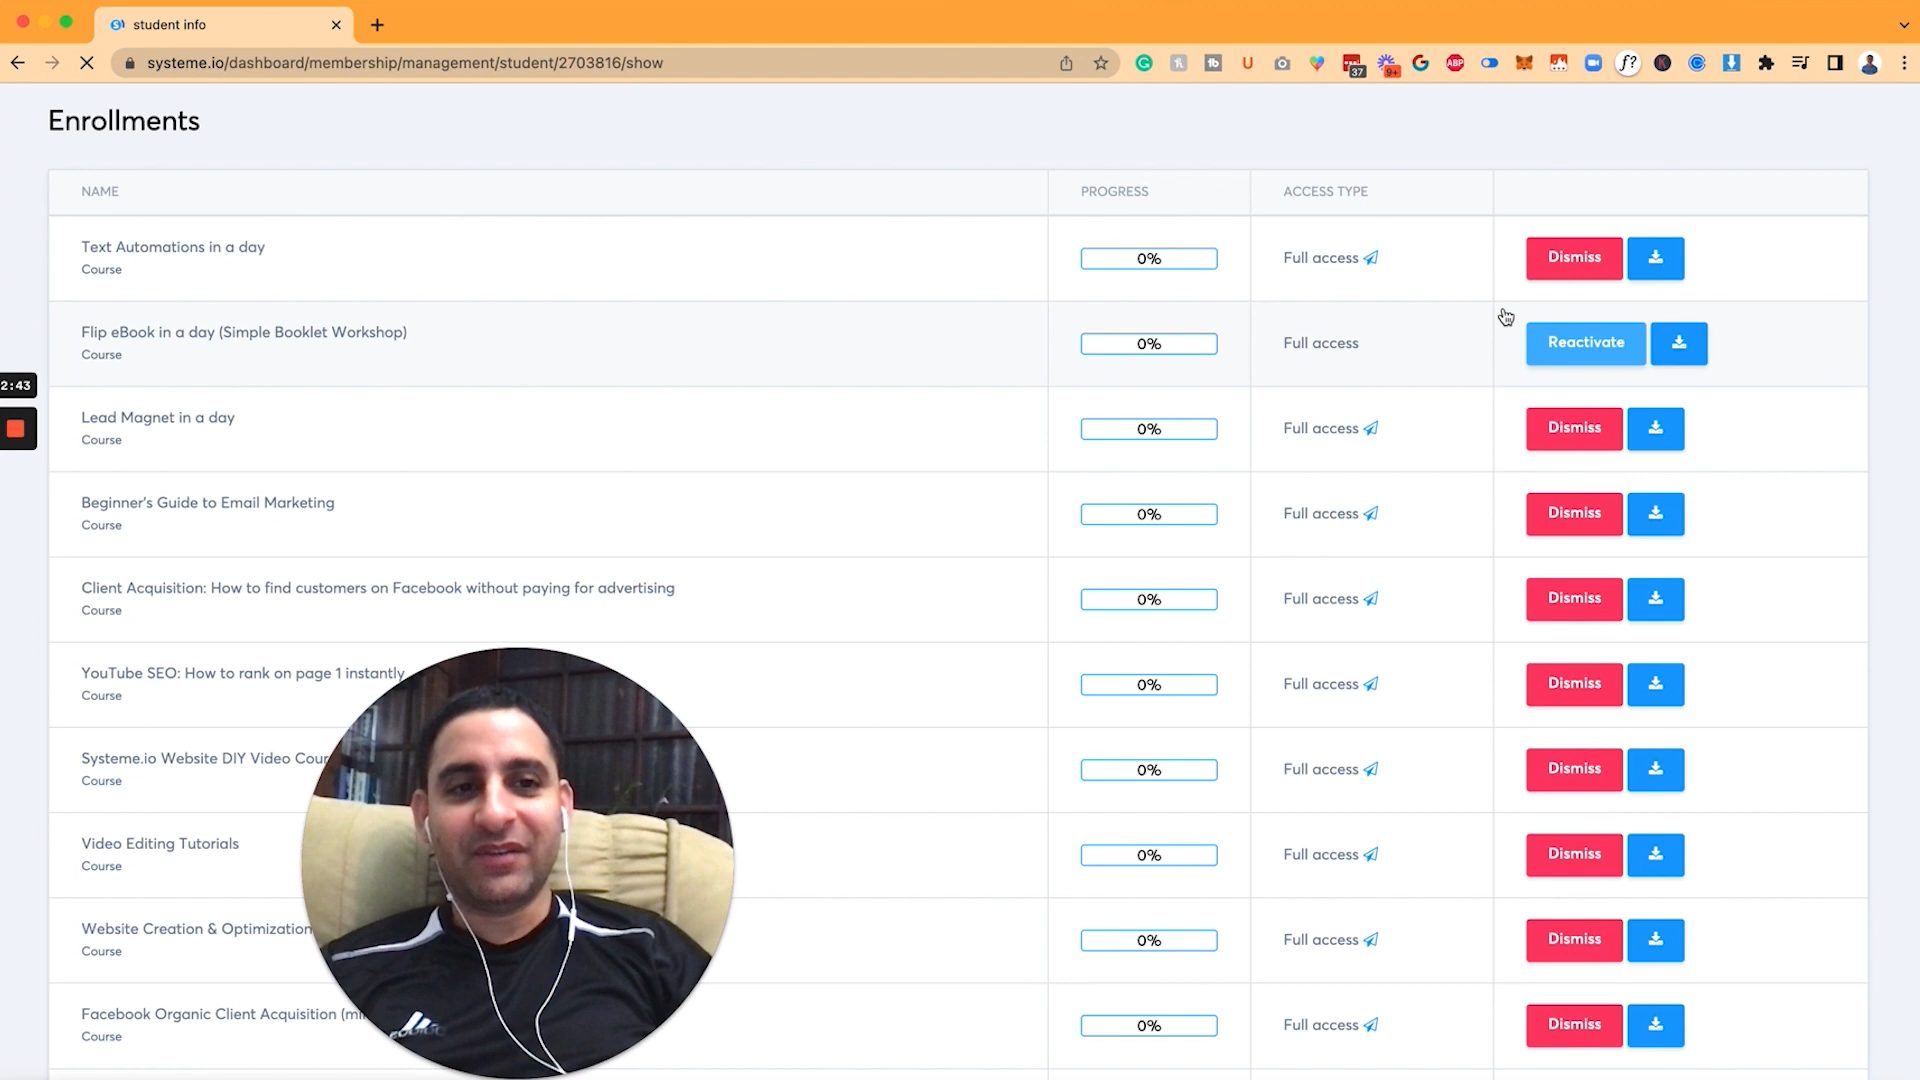 student info
systeme.io/dashboard/membership/management/student/2703816/show
37
9+
ABP
f?
Enrollments
NAME
PROGRESS
ACCESS TYPE
Text Automations in a day
Course
0%
Full access
Dismiss
Flip eBook in a day (Simple Booklet Workshop)
Course
0%
Full access
Reactivate
2:43
Lead Magnet in a day
Course
0%
Full access
Dismiss
Beginner's Guide to Email Marketing
Course
0%
Full access
Dismiss
Client Acquisition: How to find customers on Facebook without paying for advertising
Course
0%
Full access
Dismiss
YouTube SEO: How to rank on page 1 instantly
Course
0%
Full access
Dismiss
Systeme.io Website DIY Video Cour
Course
0%
Full access
Dismiss
Video Editing Tutorials
Course
0%
Full access
Dismiss
Website Creation & Optimization
Course
0%
Full access
Dismiss
Facebook Organic Client Acquisition (mi
Course
0%
Full access
Dismiss